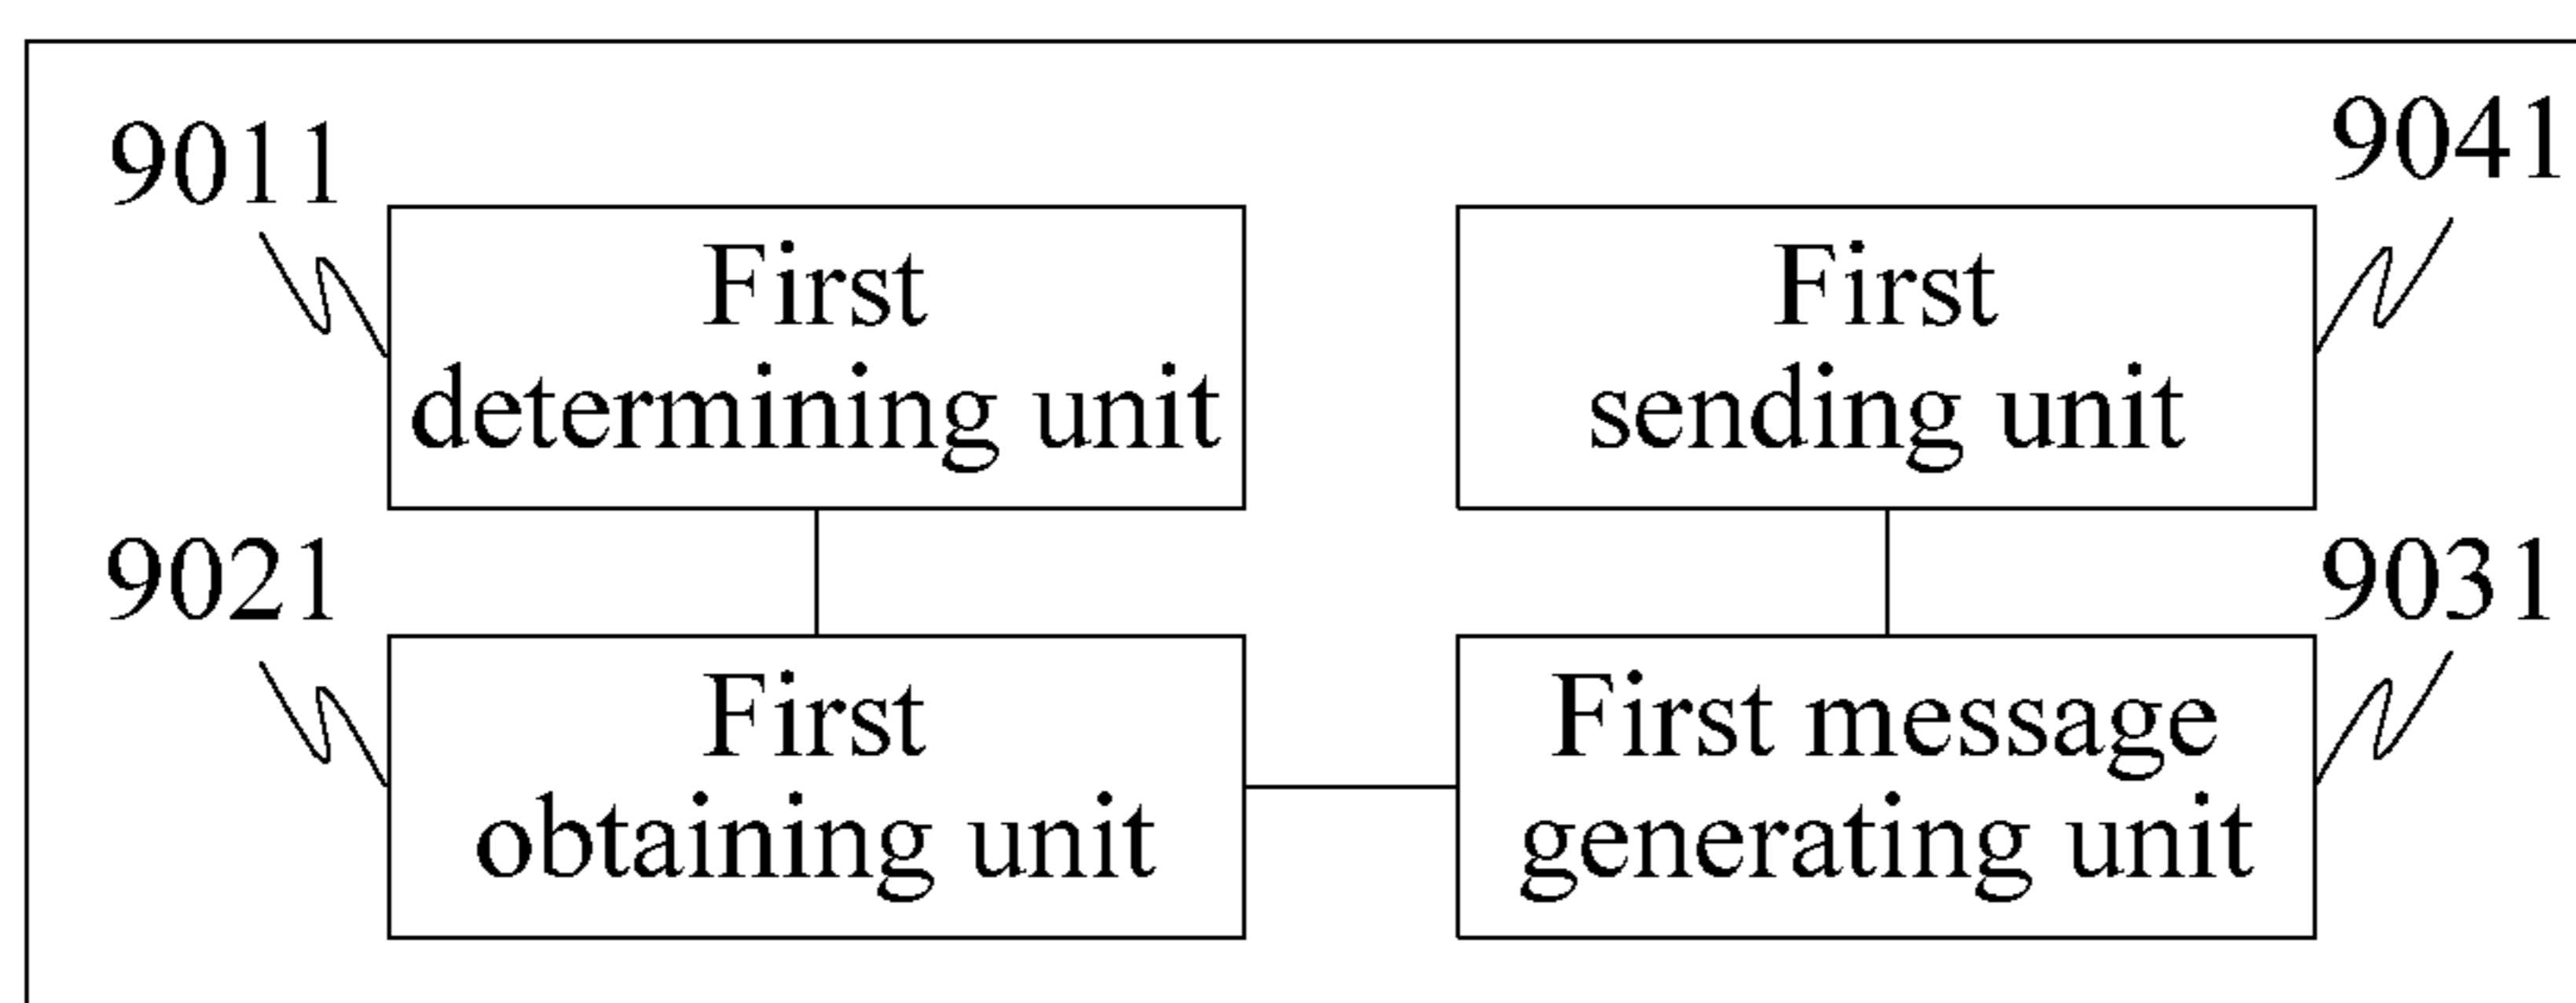 9011
9041
First
determining unit
First
sending unit
9021
9031
First
obtaining unit
First message
generating unit